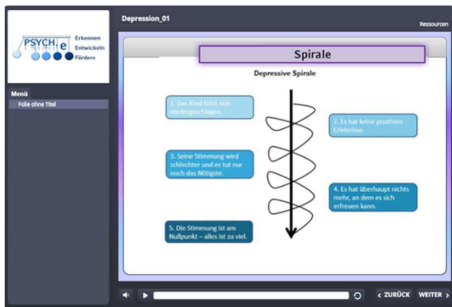 Depression_01
Ressourcen
PSYCH.e
Erkennen
Entwickeln
Fördern
Menü
Folie ohne Titel
Spirale
Depressive Spirale
1. Das Kind fühlt sich
niedergeschlagen.
2. Es hat keine positiven
Erlebnisse.
3. Seine Stimmung wird
schlechter und es tut nur
noch das Nötigste.
4. Es hat überhaupt nichts
mehr, an dem es sich
erfreuen kann.
5. Die Stimmung ist am
Nullpunkt – alles ist zu viel.
ZURÜCK
WEITER